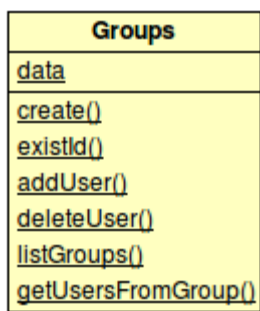 Groups
data
create()
existId()
addUser()
deleteUser()
listGroups()
getUsersFromGroup()